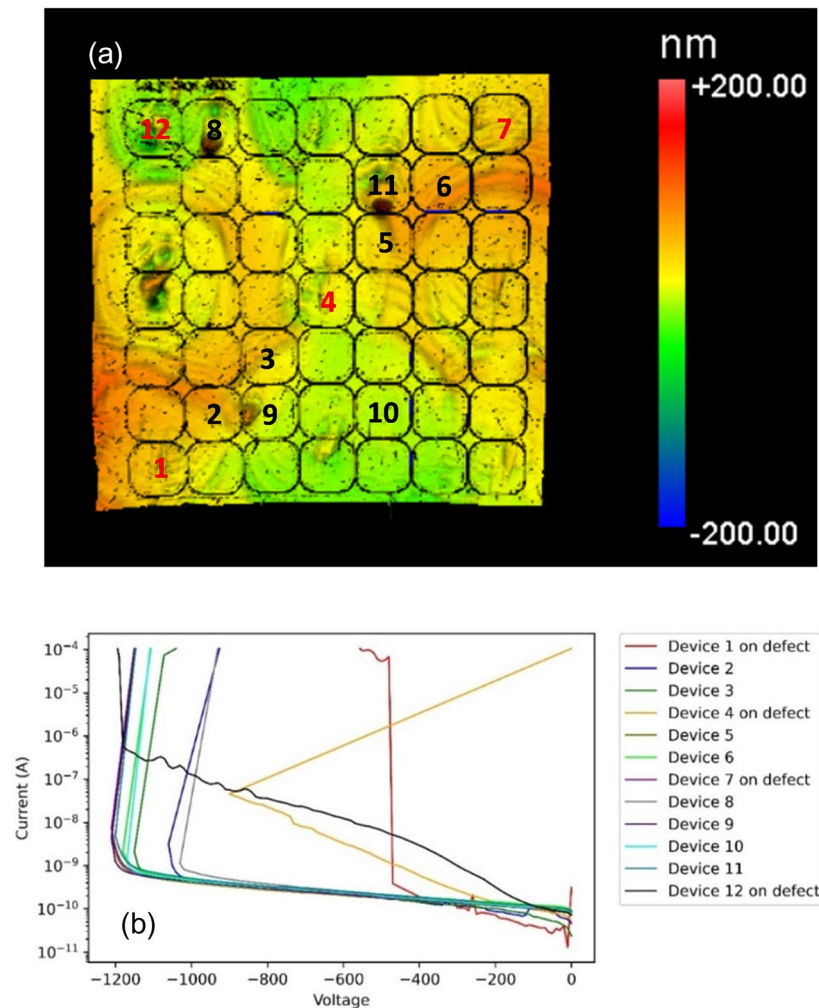 (a)
nm
+200.00
-200.00
12
8
7
11
6
5
4
3
2
9
10
1
10⁻⁴
10⁻⁵
10⁻⁶
10⁻⁷
10⁻⁸
10⁻⁹
10⁻¹⁰
10⁻¹¹
Current (A)
(b)
−1200 −1000 −800 −600 −400 −200 0
Voltage
Device 1 on defect
Device 2
Device 3
Device 4 on defect
Device 5
Device 6
Device 7 on defect
Device 8
Device 9
Device 10
Device 11
Device 12 on defect